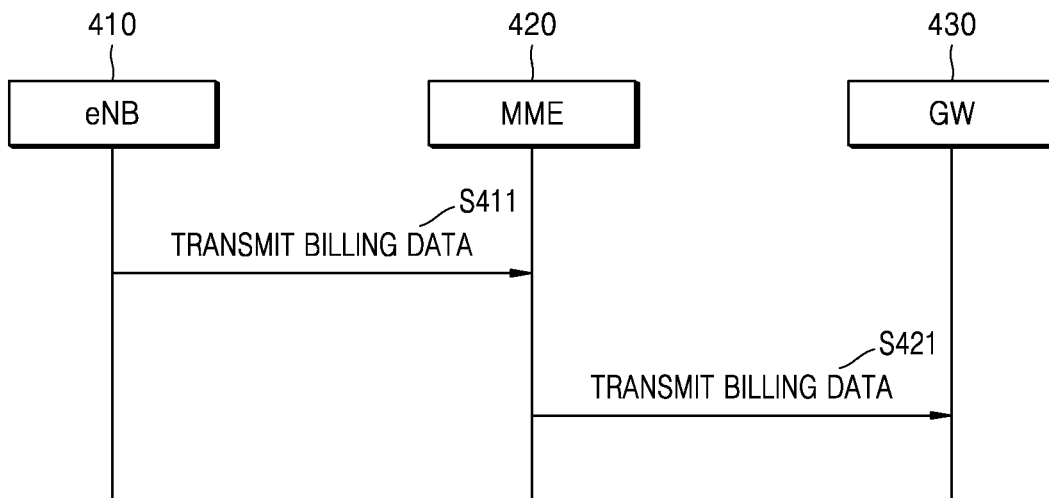 410
420
430
eNB
MME
GW
S411
TRANSMIT BILLING DATA
S421
TRANSMIT BILLING DATA